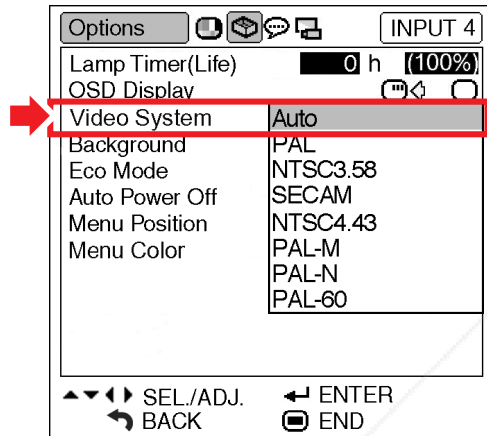 Options INPUT 4
Lamp Timer(Life) 0 h (100%)
OSD Display
Video System Auto
Background PAL
Eco Mode NTSC3.58
Auto Power Off SECAM
Menu Position NTSC4.43
Menu Color PAL-M
PAL-N
PAL-60
SEL./ADJ. ENTER
BACK END